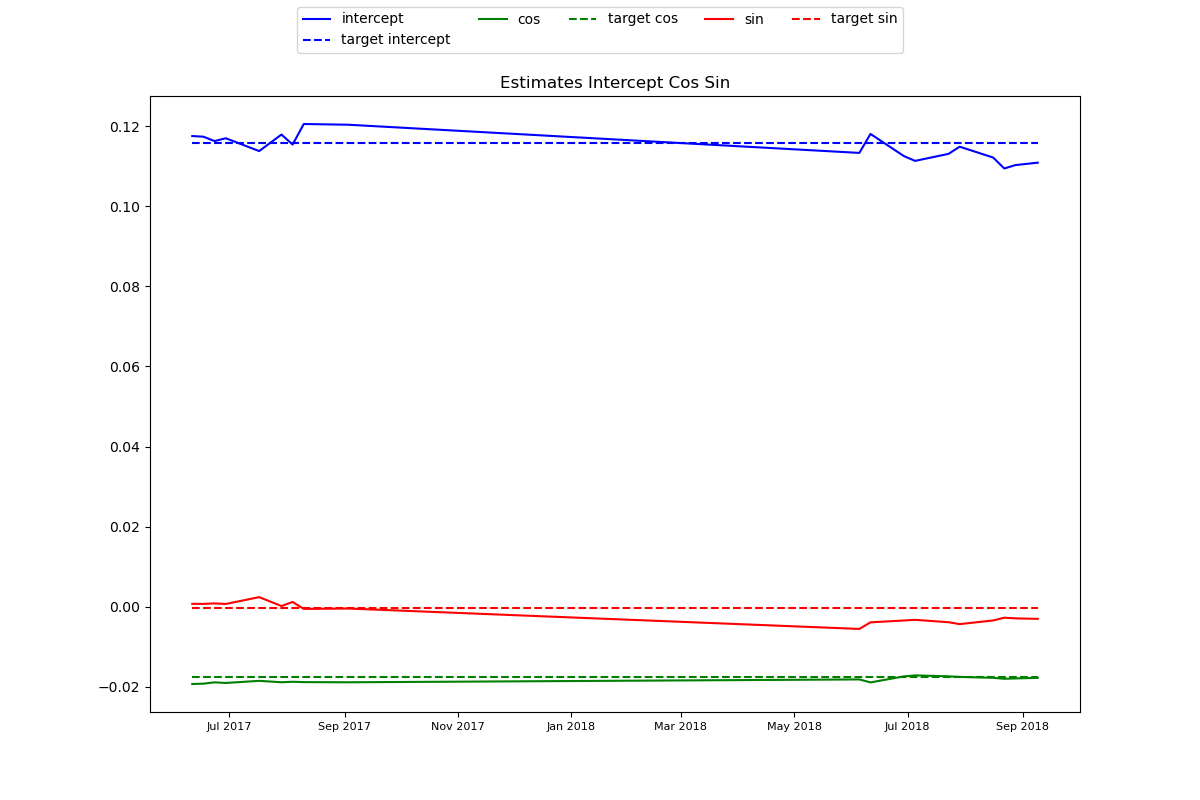 intercept cos target cos sin target sin
target intercept
Estimates Intercept Cos Sin
0.12
0.10
0.08
0.06
0.04
0.02
0.00
−0.02
Jul 2017 Sep 2017 Nov 2017 Jan 2018 Mar 2018 May 2018 Jul 2018 Sep 2018